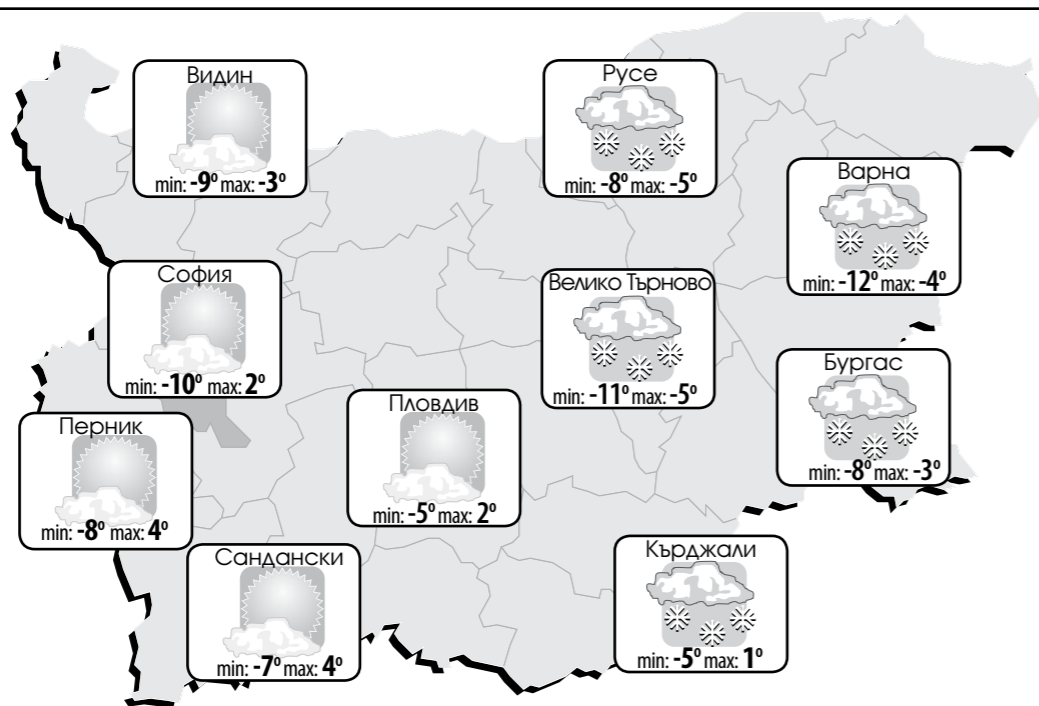 Видин
min: -9° max: -3°
Русе
min: -8° max: -5°
Варна
min: -12° max: -4°
София
min: -10° max: 2°
Велико Търново
min: -11° max: -5°
Бургас
min: -8° max: -3°
Пловдив
min: -5° max: 2°
Перник
min: -8° max: 4°
Сандански
min: -7° max: 4°
Кърджали
min: -5° max: 1°